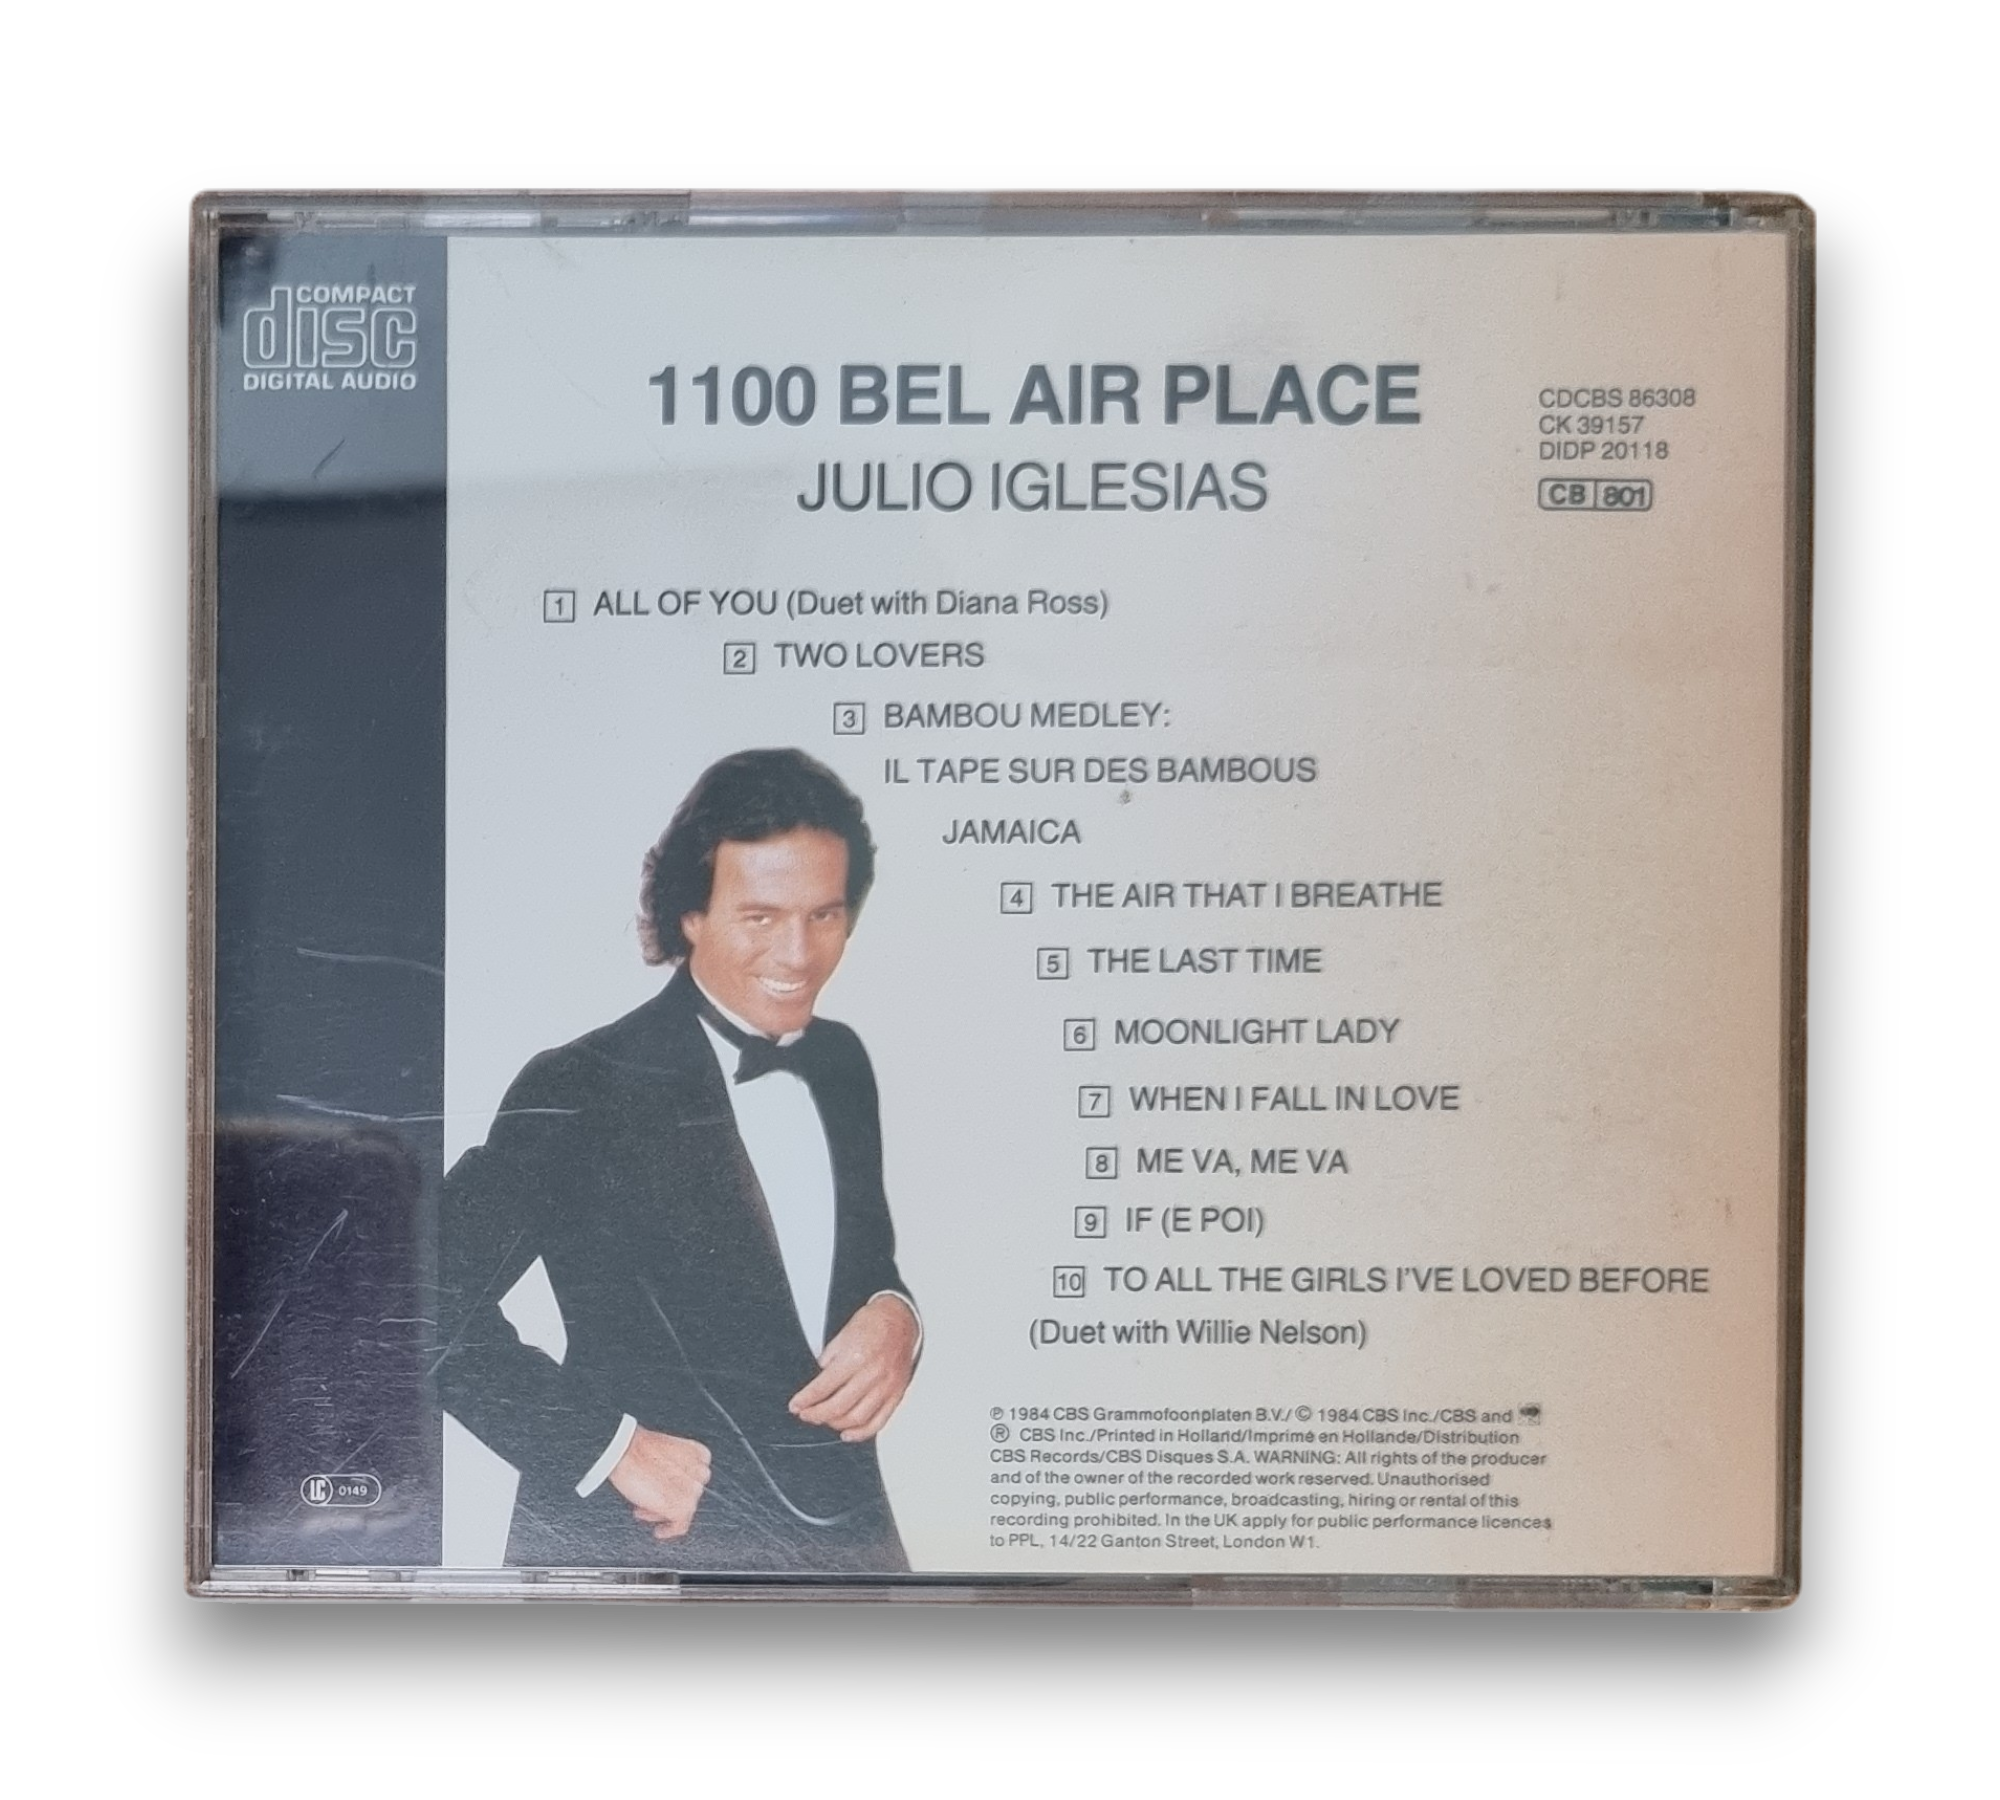 COMPACT
disc
DIGITAL AUDIO
1100 BEL AIR PLACE
JULIO IGLESIAS
CDCBS 86308
CK 39157
DIDP 20118
CB 801
1 ALL OF YOU (Duet with Diana Ross)
2 TWO LOVERS
3 BAMBOU MEDLEY:
IL TAPE SUR DES BAMBOUS
JAMAICA
4 THE AIR THAT I BREATHE
5 THE LAST TIME
6 MOONLIGHT LADY
7 WHEN I FALL IN LOVE
8 ME VA, ME VA
9 IF (E POI)
10 TO ALL THE GIRLS I'VE LOVED BEFORE
(Duet with Willie Nelson)
℗ 1984 CBS Grammofoonplaten B.V./ © 1984 CBS Inc./CBS and
® CBS Inc./Printed in Holland/Imprimé en Hollande/Distribution
CBS Records/CBS Disques S.A. WARNING: All rights of the producer
and of the owner of the recorded work reserved. Unauthorised
copying, public performance, broadcasting, hiring or rental of this
recording prohibited. In the UK apply for public performance licences
to PPL, 14/22 Ganton Street, London W1.
LC 0149